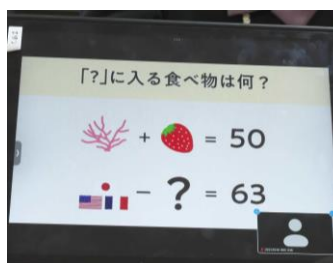 「?」に入る食べ物は何?
+ = 50
- ? = 63